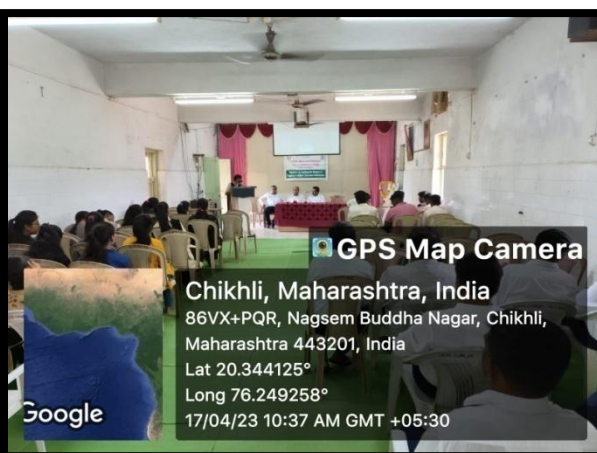 GPS Map Camera
Chikhli, Maharashtra, India
86VX+PQR, Nagsem Buddha Nagar, Chikhli,
Maharashtra 443201, India
Lat 20.344125°
Long 76.249258°
17/04/23 10:37 AM GMT +05:30
Google